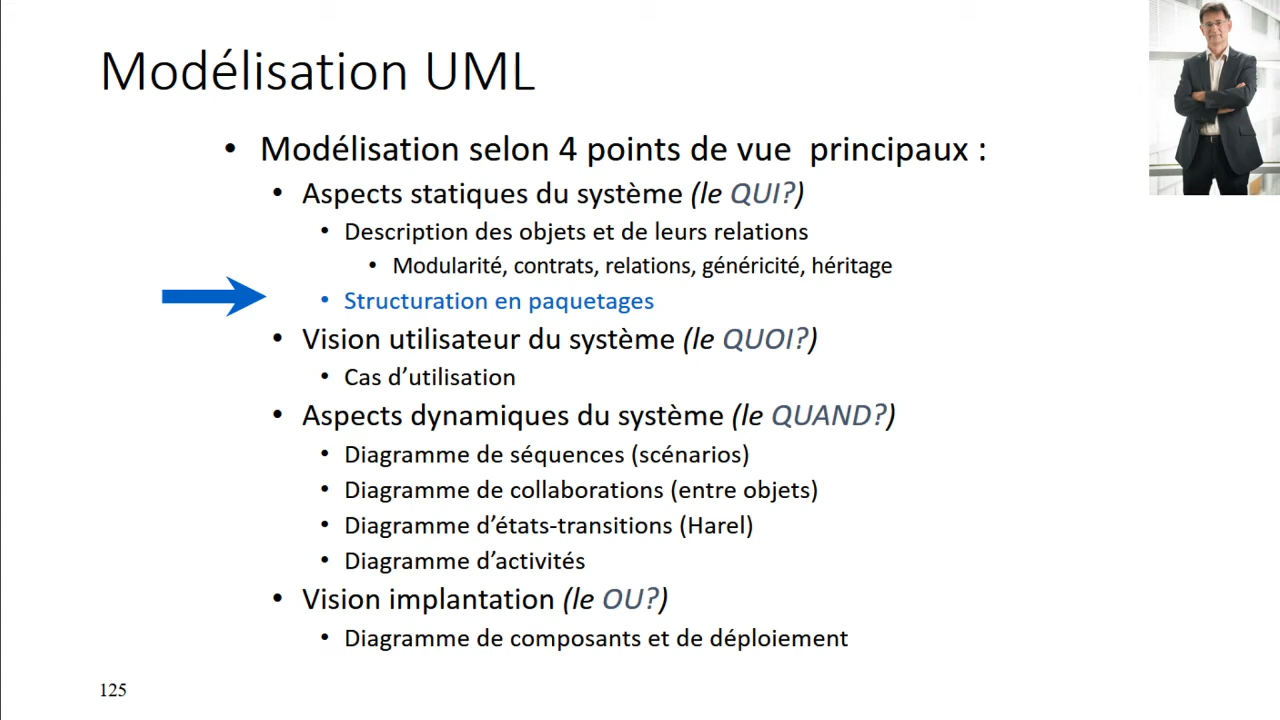 Modélisation UML
• Modélisation selon 4 points de vue principaux :
• Aspects statiques du système (le QUI?)
• Description des objets et de leurs relations
• Modularité, contrats, relations, généricité, héritage
• Structuration en paquetages
• Vision utilisateur du système (le QUOI?)
• Cas d’utilisation
• Aspects dynamiques du système (le QUAND?)
• Diagramme de séquences (scénarios)
• Diagramme de collaborations (entre objets)
• Diagramme d’états-transitions (Harel)
• Diagramme d’activités
• Vision implantation (le OU?)
• Diagramme de composants et de déploiement
125